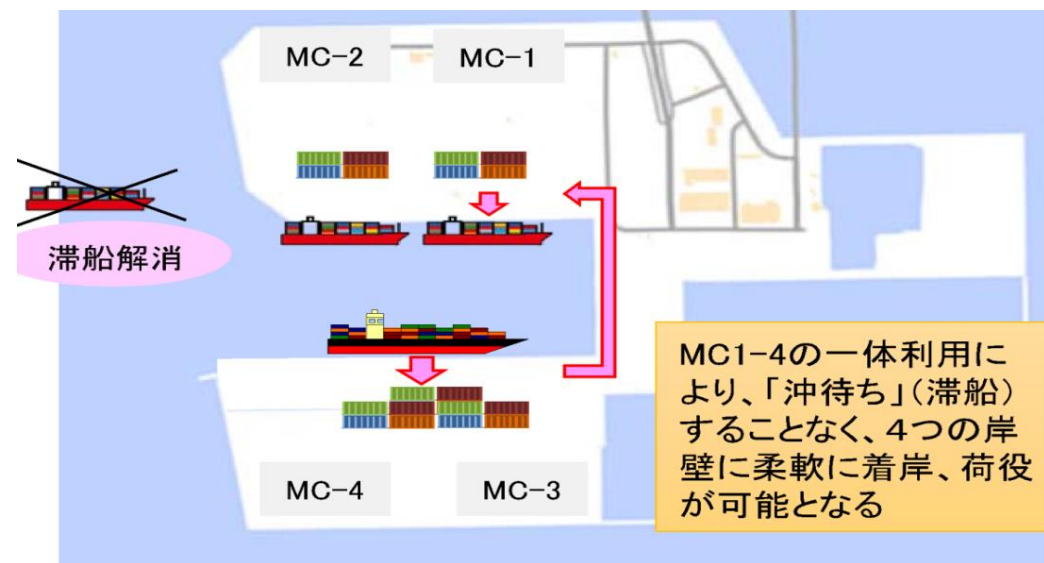 MC-2
MC-1
滞船解消
MC1-4の一体利用に
より、「沖待ち」(滞船)
することなく、4つの岸
壁に柔軟に着岸、荷役
が可能となる
MC-4
MC-3